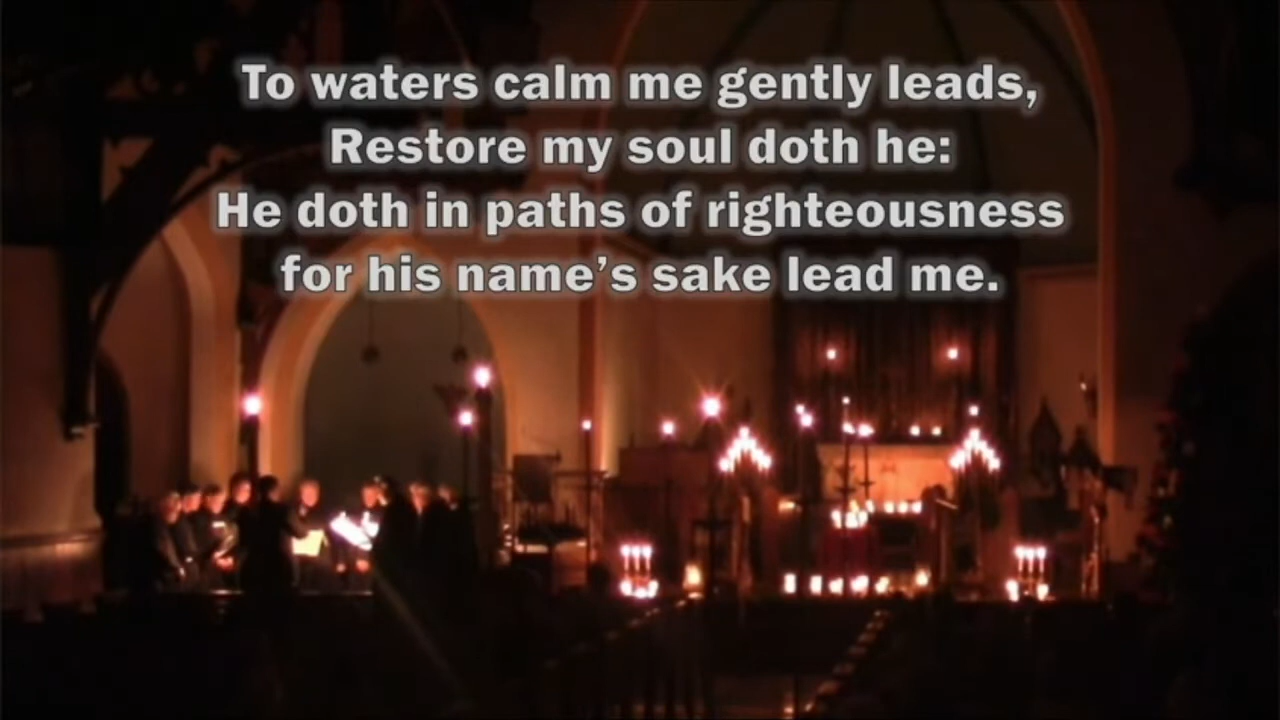 To waters calm me gently leads,
Restore my soul doth he:
He doth in paths of righteousness
for his name’s sake lead me.